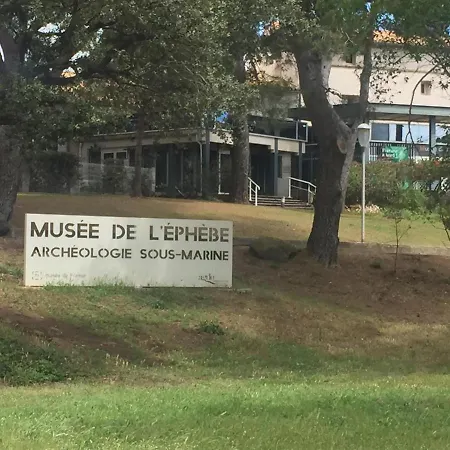 MUSÉE DE L'ÉPHÈBE
ARCHÉOLOGIE SOUS-MARINE